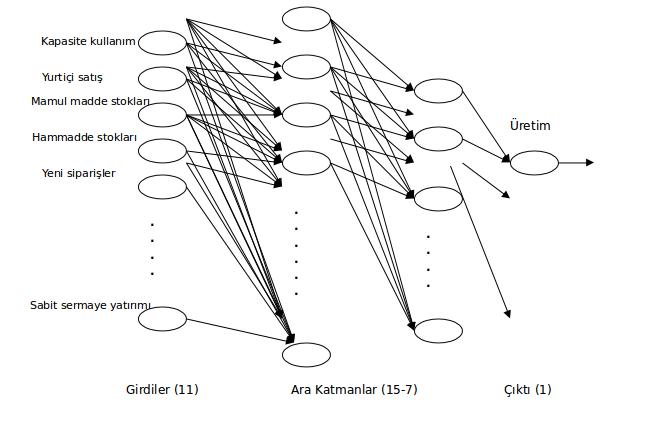 Kapasite kullanım
Yurtiçi satış
Mamul madde stokları
Hammadde stokları
Yeni siparişler
Sabit sermaye yatırımı
Üretim
Girdiler (11)
Ara Katmanlar (15-7)
Çıktı (1)